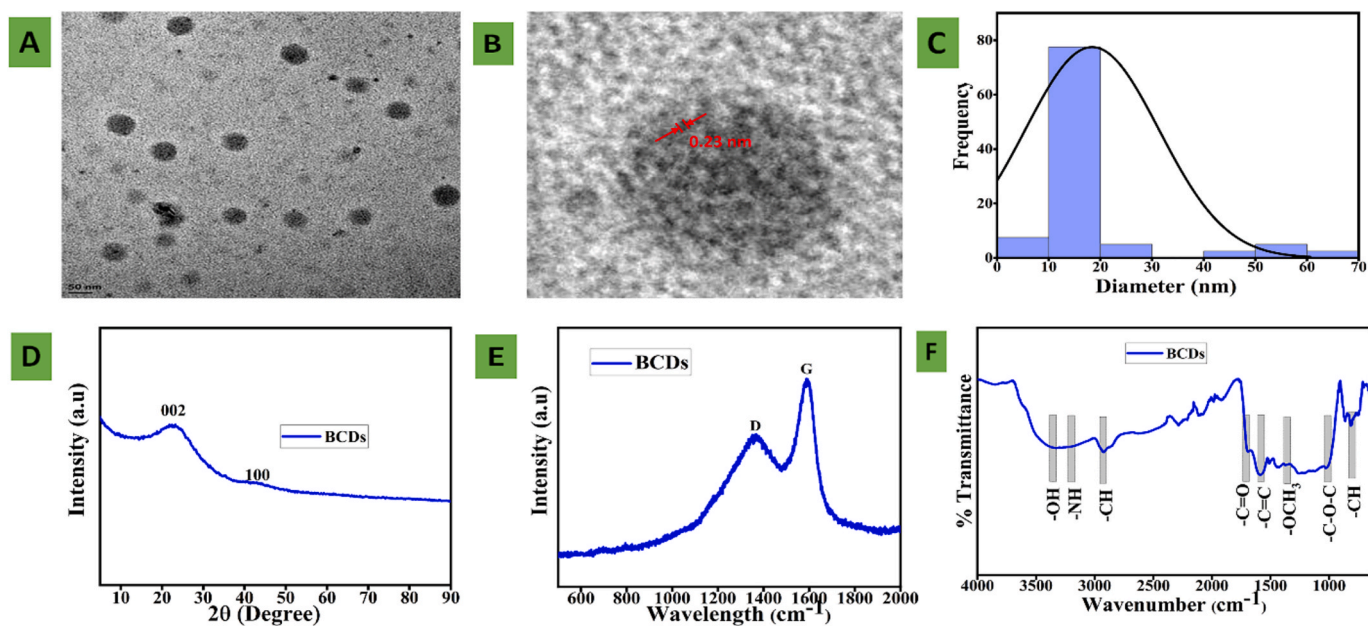 A
50 nm
B
0.23 nm
C
Frequency
80
60
40
20
0
0 10 20 30 40 50 60 70
Diameter (nm)
D
Intensity (a.u)
002
100
BCDs
10 20 30 40 50 60 70 80 90
2θ (Degree)
E
Intensity (a.u)
BCDs
D
G
600 800 1000 1200 1400 1600 1800 2000
Wavelength (cm⁻¹)
F
% Transmittance
BCDs
-OH
-NH
-CH
-C=O
-C=C
-OCH₃
-C-O-C
-CH
4000 3000 2500 2000 1500 1000
Wavenumber (cm⁻¹)